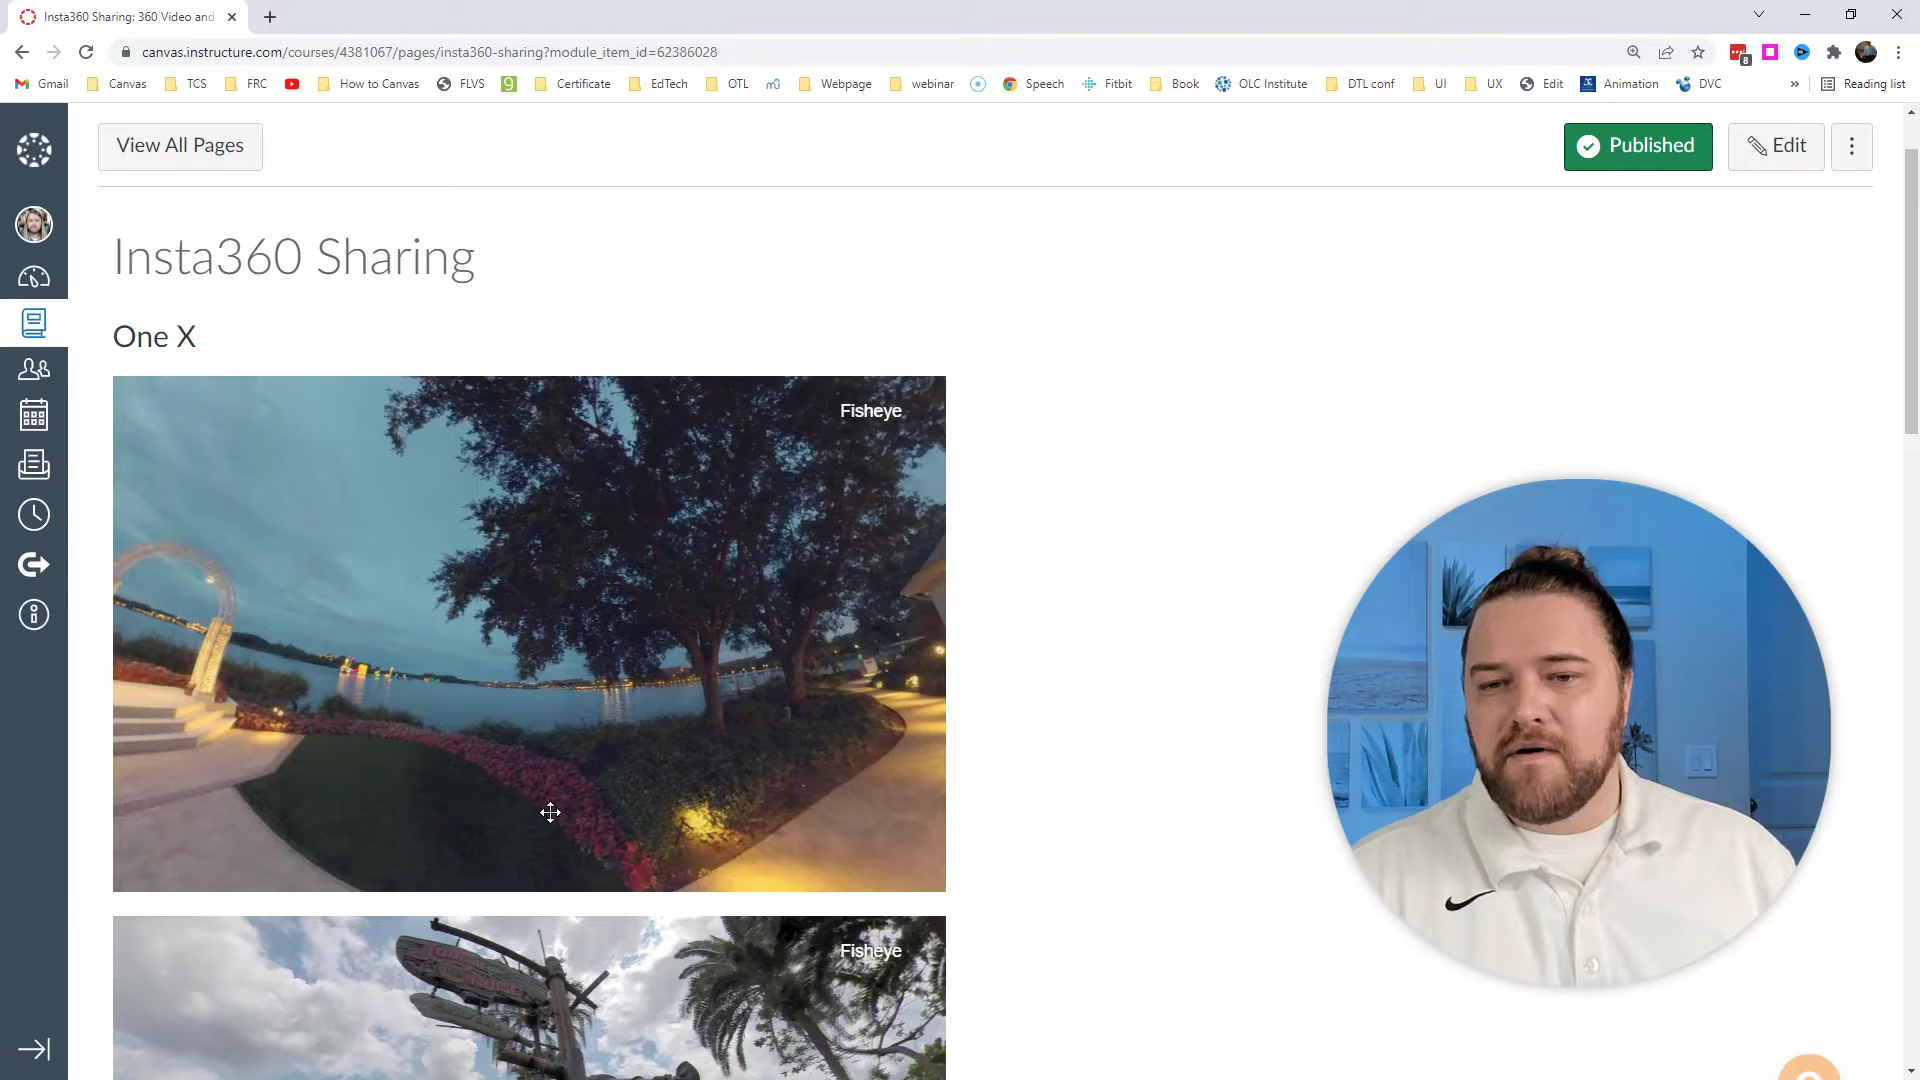 Insta360 Sharing: 360 Video and
canvas.instructure.com/courses/4381067/pages/insta360-sharing?module_item_id=62386028
8
Gmail
Canvas
TCS
FRC
How to Canvas
FLVS
Certificate
EdTech
OTL
Webpage
webinar
Speech
Fitbit
Book
OLC Institute
DTL conf
UI
UX
Edit
Animation
DVC
Reading list
View All Pages
Published
Edit
Insta360 Sharing
One X
Fisheye
Fisheye